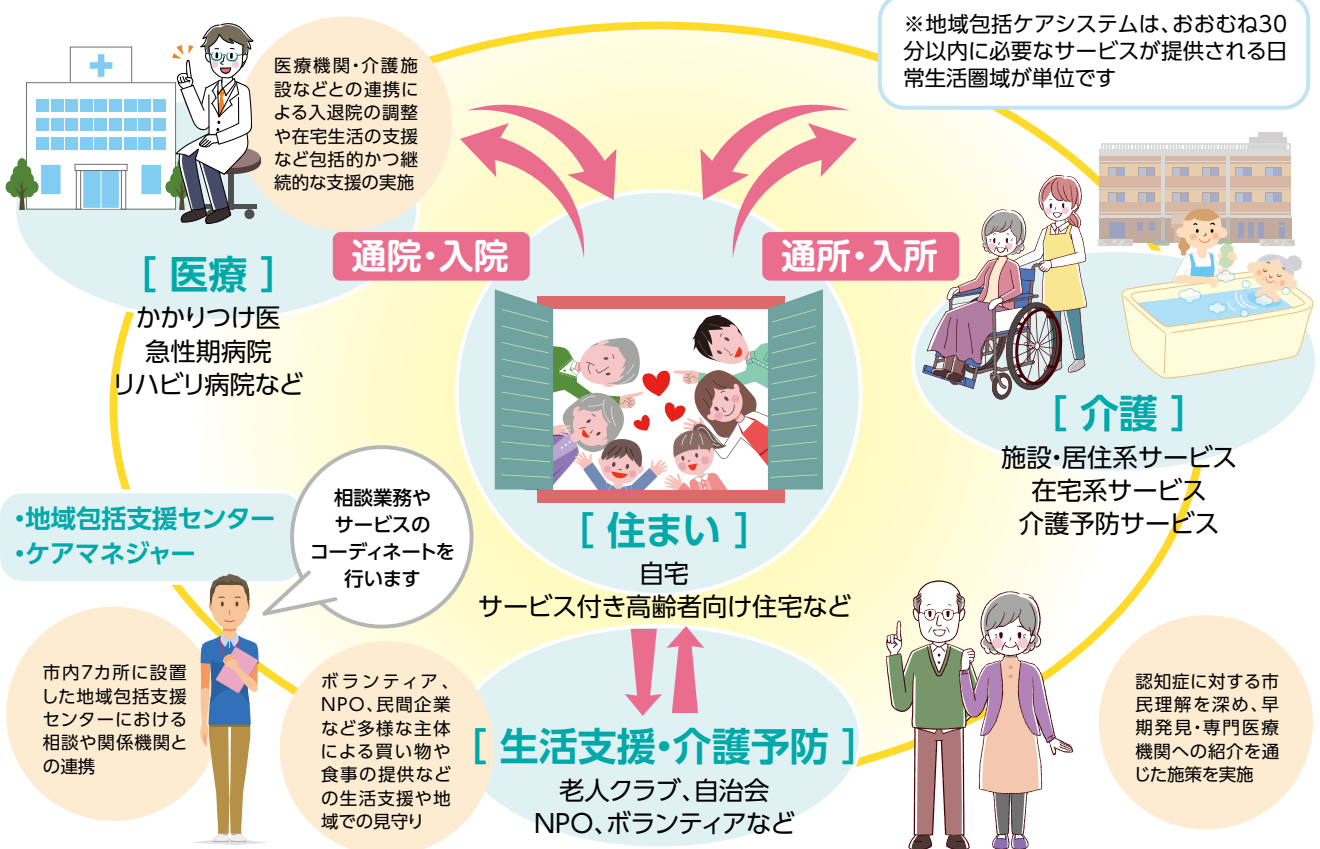 ※地域包括ケアシステムは、おおむね30
分以内に必要なサービスが提供される日
常生活圏域が単位です
医療機関・介護施
設などとの連携に
よる入退院の調整
や在宅生活の支援
など包括的かつ継
続的な支援の実施
通院・入院
通所・入所
[ 医療 ]
かかりつけ医
急性期病院
リハビリ病院など
[ 介護 ]
施設・居住系サービス
在宅系サービス
介護予防サービス
・地域包括支援センター
・ケアマネジャー
相談業務や
サービスの
コーディネートを
行います
[ 住まい ]
自宅
サービス付き高齢者向け住宅など
市内7カ所に設置
した地域包括支援
センターにおける
相談や関係機関と
の連携
ボランティア、
NPO、民間企業
など多様な主体
による買い物や
食事の提供など
の生活支援や地
域での見守り
[ 生活支援・介護予防 ]
老人クラブ、自治会
NPO、ボランティアなど
認知症に対する市
民理解を深め、早
期発見・専門医療
機関への紹介を通
じた施策を実施